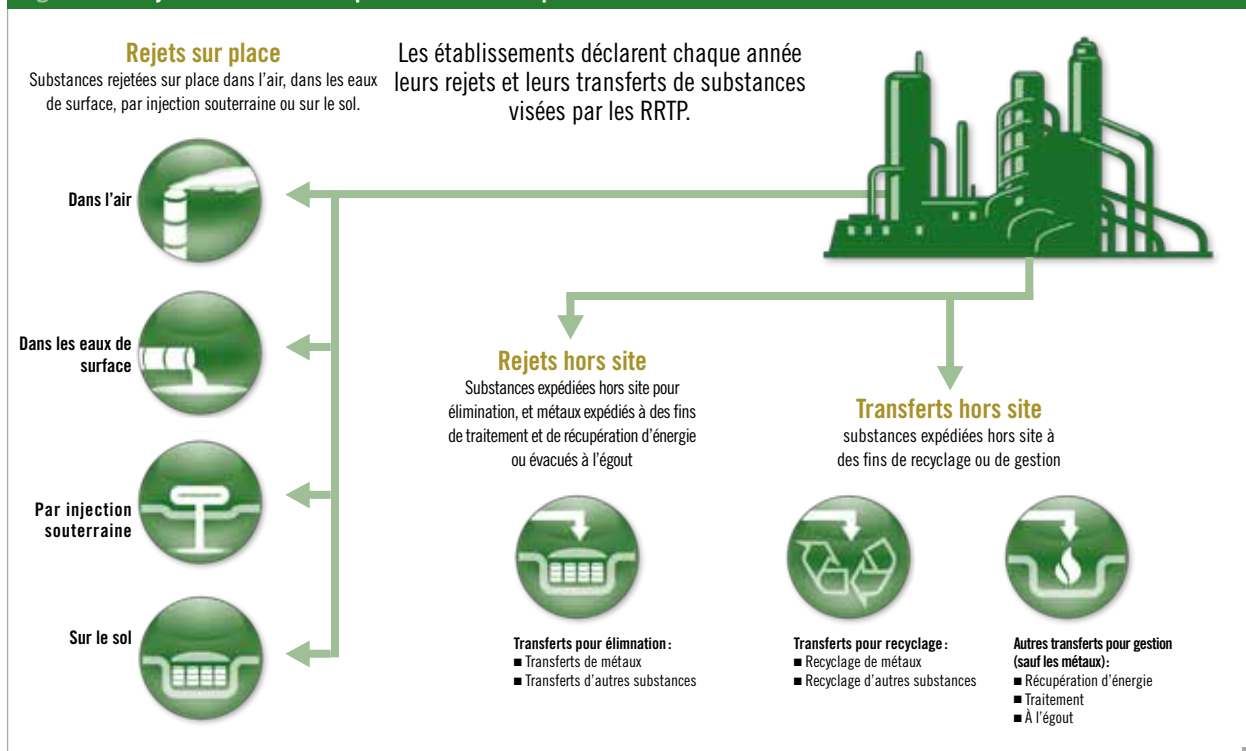 Rejets sur place
Substances rejetées sur place dans l'air, dans les eaux
de surface, par injection souterraine ou sur le sol.
Les établissements déclarent chaque année
leurs rejets et leurs transferts de substances
visées par les RRTP.
Dans l'air
Dans les eaux de
surface
Par injection
souterraine
Sur le sol
Rejets hors site
Substances expédiées hors site pour
élimination, et métaux expédiés à des fins
de traitement et de récupération d'énergie
ou évacués à l'égout
Transferts hors site
substances expédiées hors site à
des fins de recyclage ou de gestion
Transferts pour élimnation :
■ Transferts de métaux
■ Transferts d'autres substances
Transferts pour recyclage :
■ Recyclage de métaux
■ Recyclage d'autres substances
Autres transferts pour gestion
(sauf les métaux) :
■ Récupération d'énergie
■ Traitement
■ À l'égout